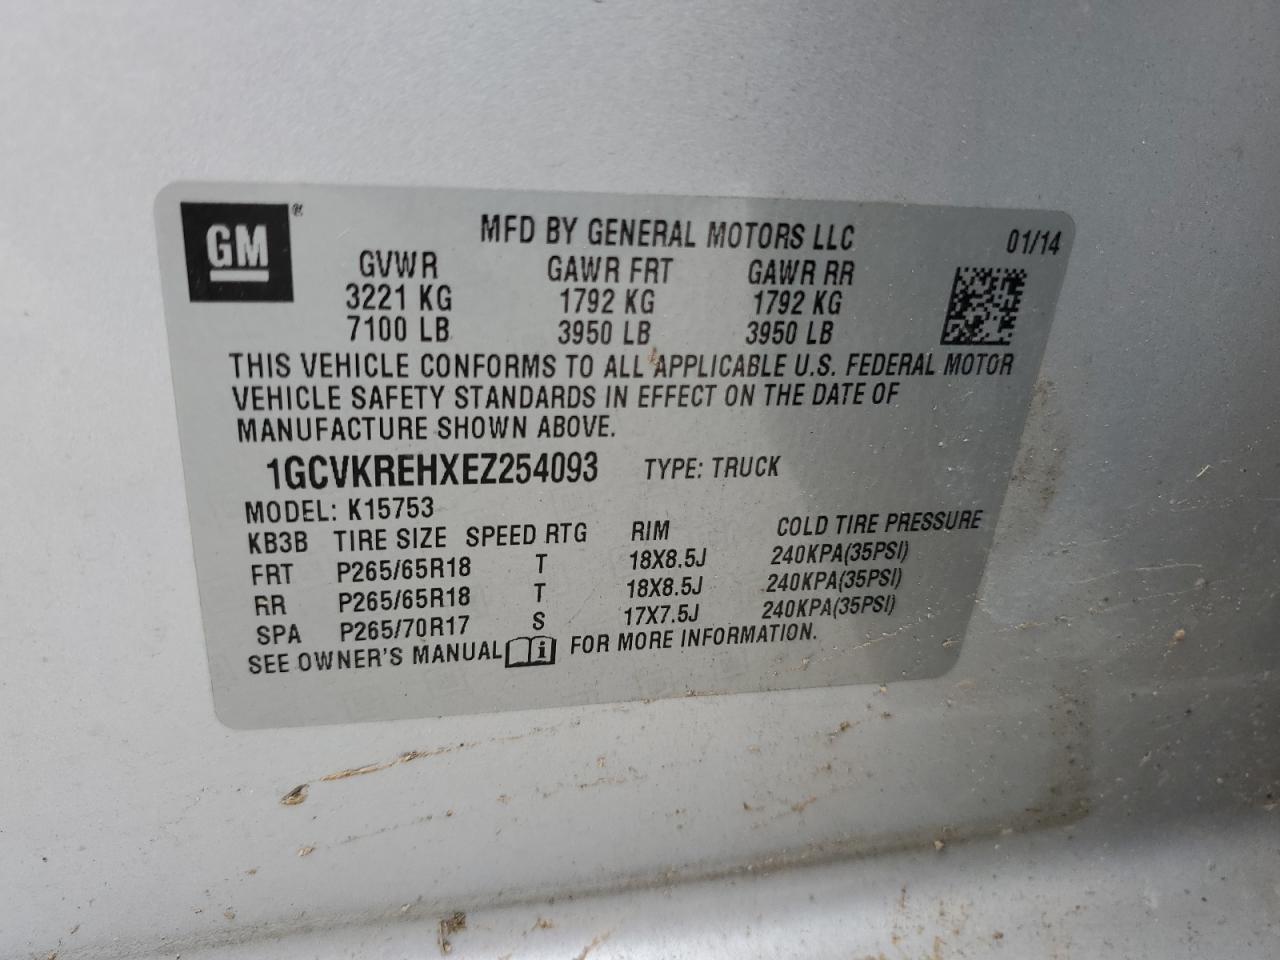 GM®
MFD BY GENERAL MOTORS LLC 01/14
GVWR GAWR FRT GAWR RR
3221 KG 1792 KG 1792 KG
7100 LB 3950 LB 3950 LB
THIS VEHICLE CONFORMS TO ALL APPLICABLE U.S. FEDERAL MOTOR
VEHICLE SAFETY STANDARDS IN EFFECT ON THE DATE OF
MANUFACTURE SHOWN ABOVE.
1GCVKREHXEZ254093 TYPE: TRUCK
MODEL: K15753
KB3B TIRE SIZE SPEED RTG RIM COLD TIRE PRESSURE
FRT P265/65R18 T 18X8.5J 240KPA(35PSI)
RR P265/65R18 T 18X8.5J 240KPA(35PSI)
SPA P265/70R17 S 17X7.5J 240KPA(35PSI)
SEE OWNER'S MANUAL i FOR MORE INFORMATION.